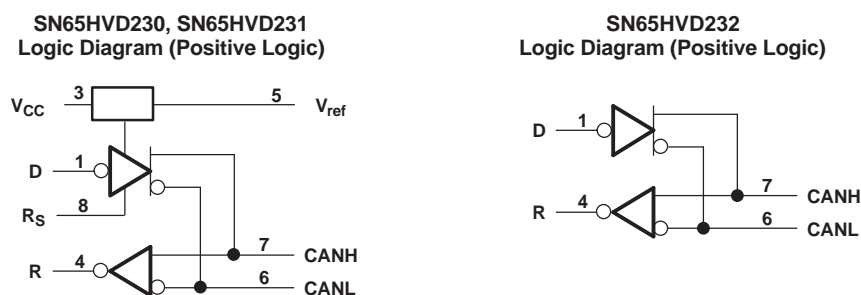 SN65HVD230, SN65HVD231
Logic Diagram (Positive Logic)
VCC
3
5
Vref
D
1
RS
8
R
4
7
CANH
6
CANL
SN65HVD232
Logic Diagram (Positive Logic)
D
1
R
4
7
CANH
6
CANL